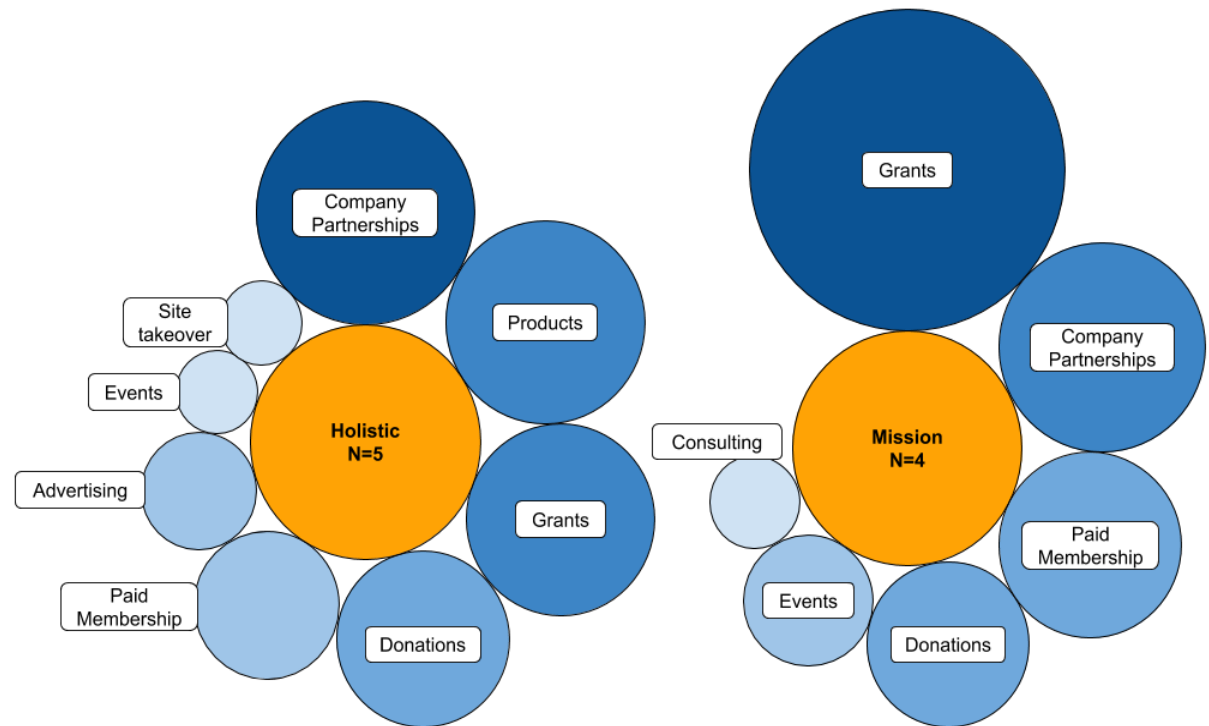 Company
Partnerships
Site
takeover
Products
Events
Holistic
N=5
Advertising
Grants
Paid
Membership
Donations
Grants
Company
Partnerships
Consulting
Mission
N=4
Paid
Membership
Events
Donations